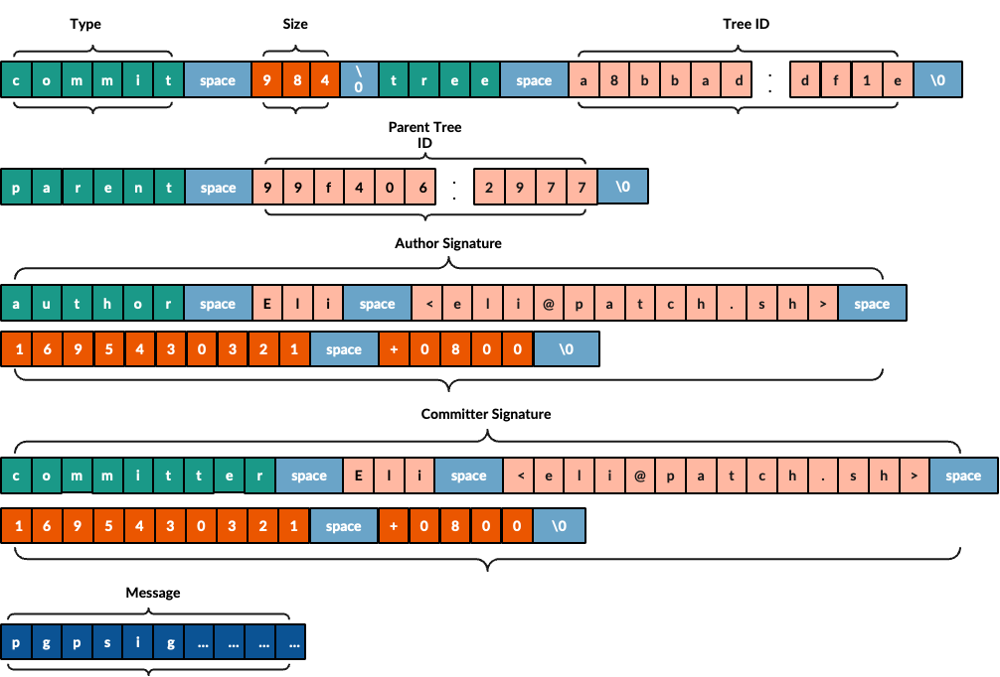 Type Size Tree ID
c o m m i t space 9 8 4 \0 t r e e space a 8 b b a d : d f 1 e \0
Parent Tree
ID
p a r e n t space 9 9 f 4 0 6 : 2 9 7 7 \0
Author Signature
a u t h o r space E l i space < e l i @ p a t c h . s h > space
1 6 9 5 4 3 0 3 2 1 space + 0 8 0 0 \0
Committer Signature
c o m m i t t e r space E l i space < e l i @ p a t c h . s h > space
1 6 9 5 4 3 0 3 2 1 space + 0 8 0 0 \0
Message
p g p s i g ... ... ... ...